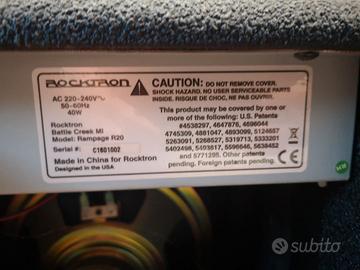 ROCKTRON
AC 220-240V~
50-60Hz
40W
Rocktron
Battle Creek MI
Model: Rampage R20
Serial #: C1601002
Made in China for Rocktron
Designed in the USA
CAUTION: DO NOT REMOVE COVER.
SHOCK HAZARD. NO USER SERVICEABLE PARTS
INSIDE. RISQUE DE CHOC, NE PAS OUVRIR.
This product may be covered by one or
more of the following: U.S. Patents
#4538297, 4647876, 4696044
4745309, 4881047, 4893099, 5124657
5263091, 5268527, 5319713, 5333201
5402498, 5493617, 5596646, 5638452
and 5771295. Other patents
pending. Foreign patents pending.
subito